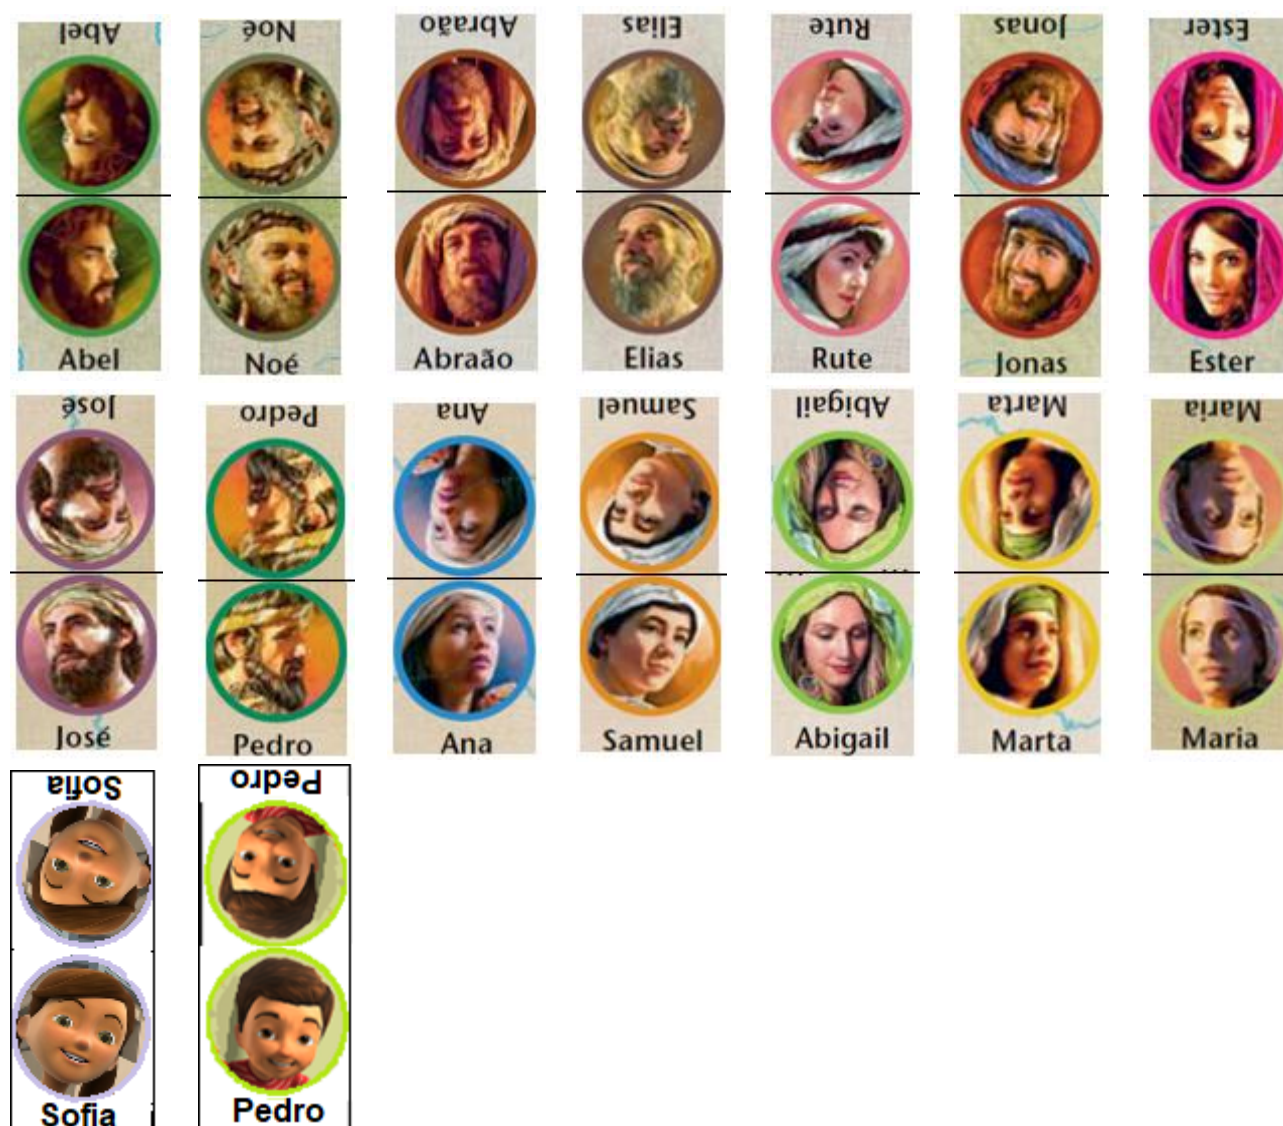 Abel Noé Abraão Elias Rute Jonas Ester
Abel Noé Abraão Elias Rute Jonas Ester
José Pedro Ana Samuel Abigail Marta Maria
José Pedro Ana Samuel Abigail Marta Maria
Sofia Pedro
Sofia Pedro